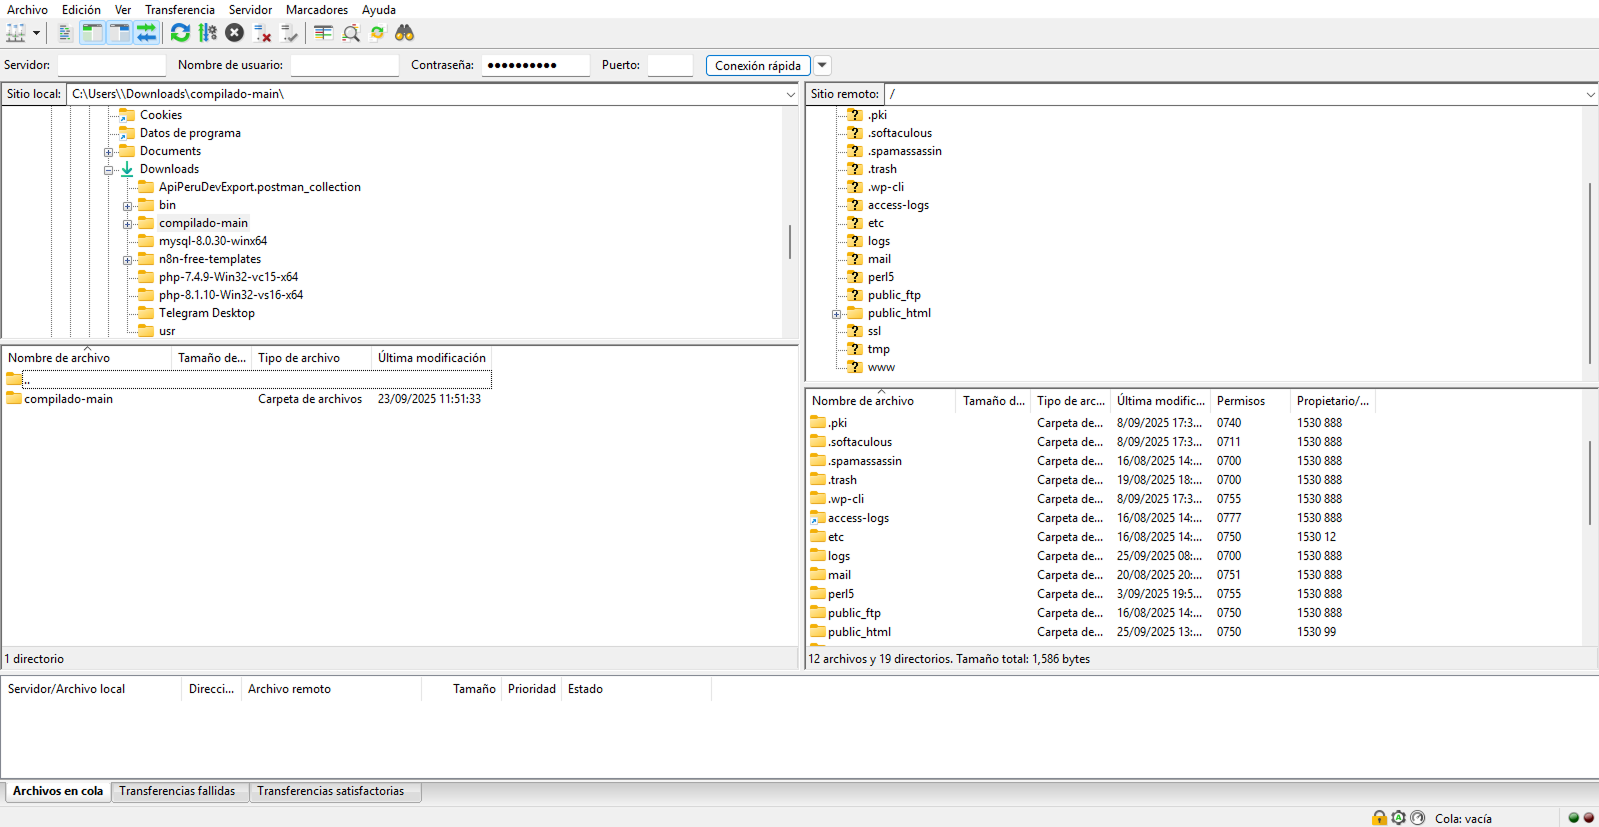 Archivo Edición Ver Transferencia Servidor Marcadores Ayuda
Servidor: Nombre de usuario: Contraseña: ●●●●●●●●●● Puerto: Conexión rápida
Sitio local: C:\Users\\Downloads\compilado-main\
Cookies
Datos de programa
Documents
Downloads
ApiPeruDevExport.postman_collection
bin
compilado-main
mysql-8.0.30-winx64
n8n-free-templates
php-7.4.9-Win32-vc15-x64
php-8.1.10-Win32-vs16-x64
Telegram Desktop
usr
Nombre de archivo Tamaño de... Tipo de archivo Última modificación
..
compilado-main Carpeta de archivos 23/09/2025 11:51:33
1 directorio
Sitio remoto: /
.pki
.softaculous
.spamassassin
.trash
.wp-cli
access-logs
etc
logs
mail
perl5
public_ftp
public_html
ssl
tmp
www
Nombre de archivo Tamaño d... Tipo de arc... Última modific... Permisos Propietario/...
.pki Carpeta de... 8/09/2025 17:3... 0740 1530 888
.softaculous Carpeta de... 8/09/2025 17:3... 0711 1530 888
.spamassassin Carpeta de... 16/08/2025 14:... 0700 1530 888
.trash Carpeta de... 19/08/2025 18:... 0700 1530 888
.wp-cli Carpeta de... 8/09/2025 17:3... 0755 1530 888
access-logs Carpeta de... 16/08/2025 14:... 0777 1530 888
etc Carpeta de... 16/08/2025 14:... 0750 1530 12
logs Carpeta de... 25/09/2025 08:... 0700 1530 888
mail Carpeta de... 20/08/2025 20:... 0751 1530 888
perl5 Carpeta de... 3/09/2025 19:5... 0755 1530 888
public_ftp Carpeta de... 16/08/2025 14:... 0750 1530 888
public_html Carpeta de... 25/09/2025 13:... 0750 1530 99
12 archivos y 19 directorios. Tamaño total: 1,586 bytes
Servidor/Archivo local Direcci... Archivo remoto Tamaño Prioridad Estado
Archivos en cola Transferencias fallidas Transferencias satisfactorias
Cola: vacía